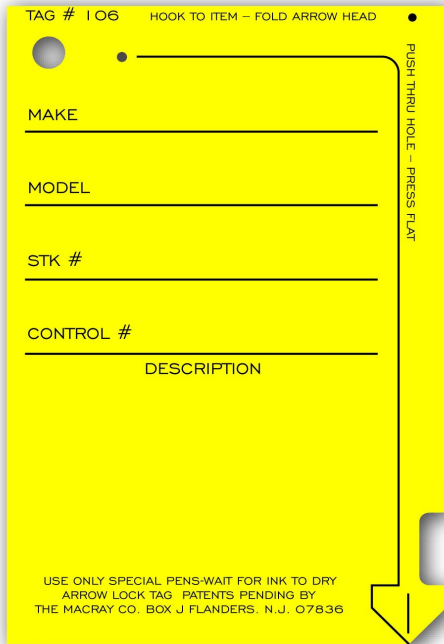 TAG # 106 HOOK TO ITEM – FOLD ARROW HEAD
PUSH THRU HOLE – PRESS FLAT
MAKE
MODEL
STK #
CONTROL #
DESCRIPTION
USE ONLY SPECIAL PENS-WAIT FOR INK TO DRY
ARROW LOCK TAG PATENTS PENDING BY
THE MACRAY CO. BOX J FLANDERS. N.J. 07836